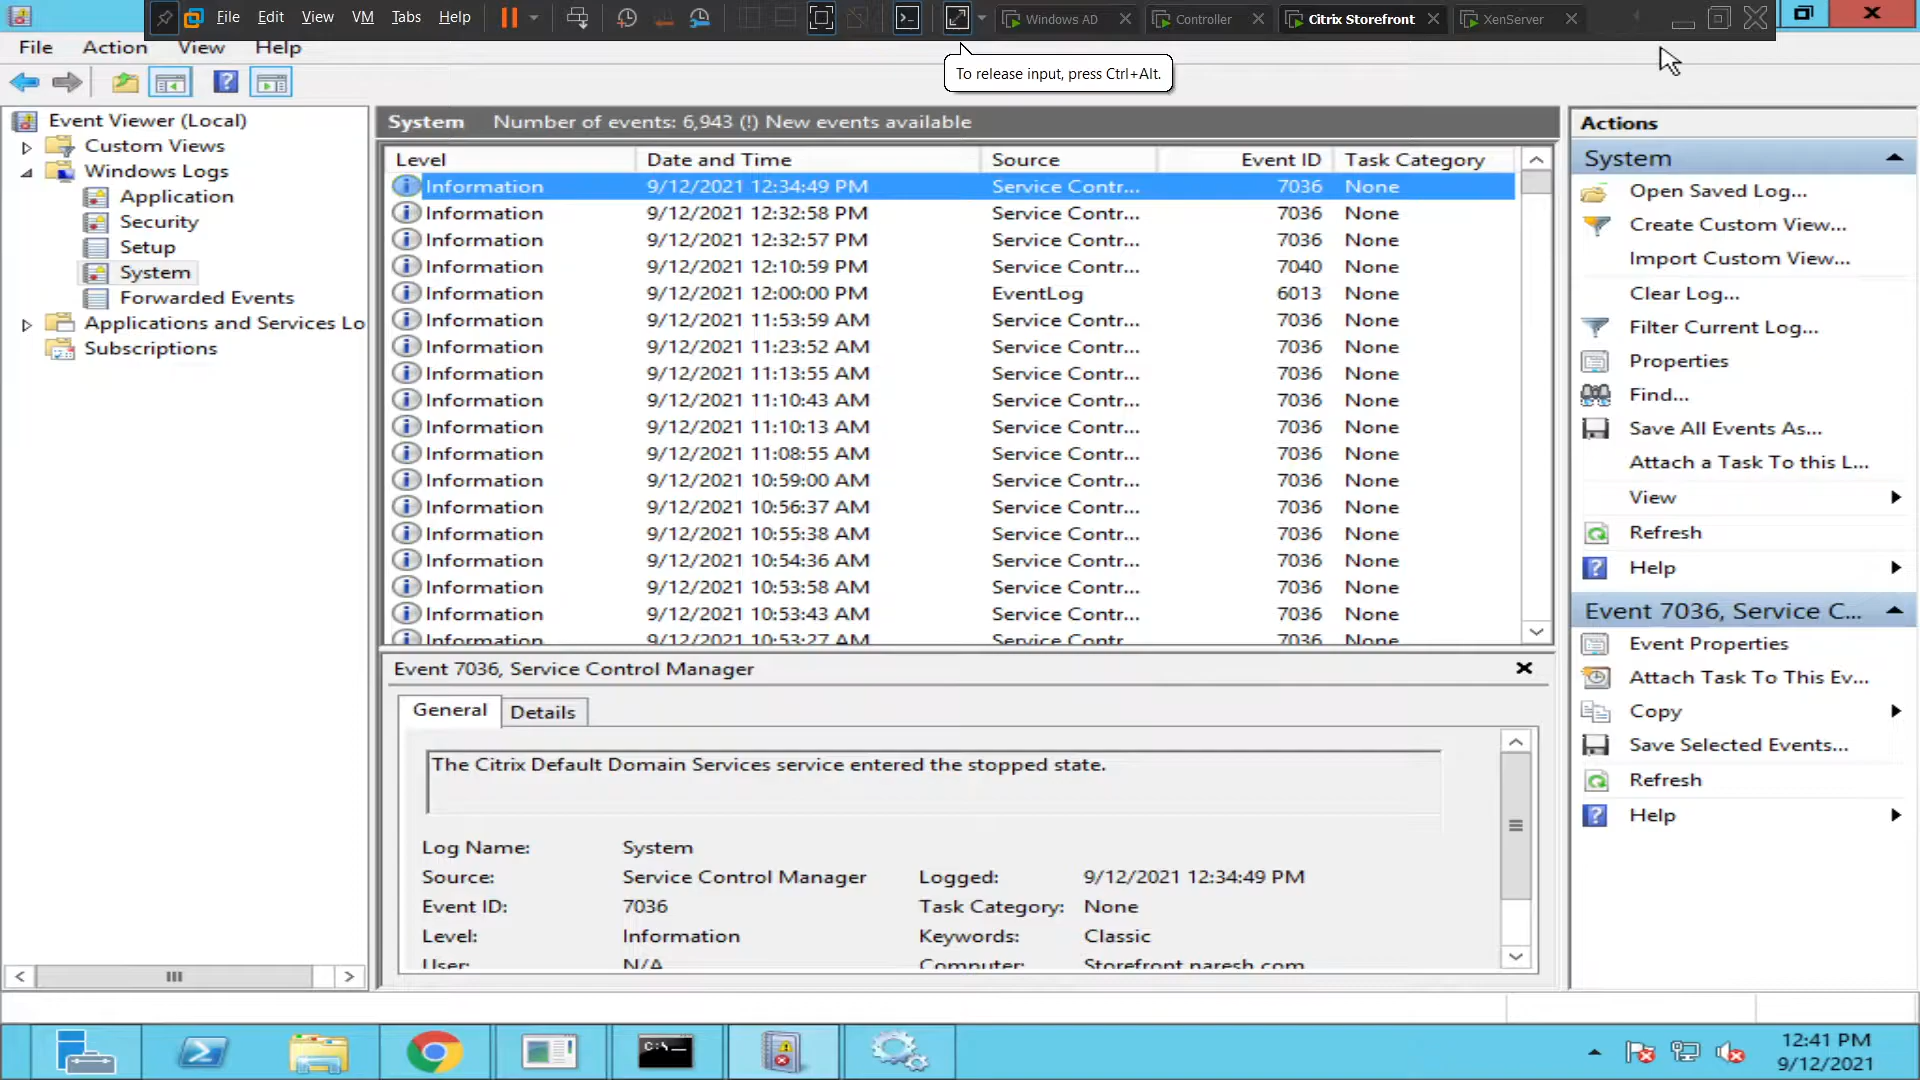 File Edit View VM Tabs Help
Windows AD
Controller
Citrix Storefront
XenServer
File Action View Help
To release input, press Ctrl+Alt.
Event Viewer (Local)
Custom Views
Windows Logs
Application
Security
Setup
System
Forwarded Events
Applications and Services Lo
Subscriptions
System Number of events: 6,943 (!) New events available
Level Date and Time Source Event ID Task Category
Information 9/12/2021 12:34:49 PM Service Contr... 7036 None
Information 9/12/2021 12:32:58 PM Service Contr... 7036 None
Information 9/12/2021 12:32:57 PM Service Contr... 7036 None
Information 9/12/2021 12:10:59 PM Service Contr... 7040 None
Information 9/12/2021 12:00:00 PM EventLog 6013 None
Information 9/12/2021 11:53:59 AM Service Contr... 7036 None
Information 9/12/2021 11:23:52 AM Service Contr... 7036 None
Information 9/12/2021 11:13:55 AM Service Contr... 7036 None
Information 9/12/2021 11:10:43 AM Service Contr... 7036 None
Information 9/12/2021 11:10:13 AM Service Contr... 7036 None
Information 9/12/2021 11:08:55 AM Service Contr... 7036 None
Information 9/12/2021 10:59:00 AM Service Contr... 7036 None
Information 9/12/2021 10:56:37 AM Service Contr... 7036 None
Information 9/12/2021 10:55:38 AM Service Contr... 7036 None
Information 9/12/2021 10:54:36 AM Service Contr... 7036 None
Information 9/12/2021 10:53:58 AM Service Contr... 7036 None
Information 9/12/2021 10:53:43 AM Service Contr... 7036 None
Information 9/12/2021 10:53:27 AM Service Contr 7036 None
Event 7036, Service Control Manager
General Details
The Citrix Default Domain Services service entered the stopped state.
Log Name: System
Source: Service Control Manager Logged: 9/12/2021 12:34:49 PM
Event ID: 7036 Task Category: None
Level: Information Keywords: Classic
User: N/A Computer: Storefront.naresh.com
Actions
System
Open Saved Log...
Create Custom View...
Import Custom View...
Clear Log...
Filter Current Log...
Properties
Find...
Save All Events As...
Attach a Task To this L...
View
Refresh
Help
Event 7036, Service C...
Event Properties
Attach Task To This Ev...
Copy
Save Selected Events...
Refresh
Help
12:41 PM
9/12/2021